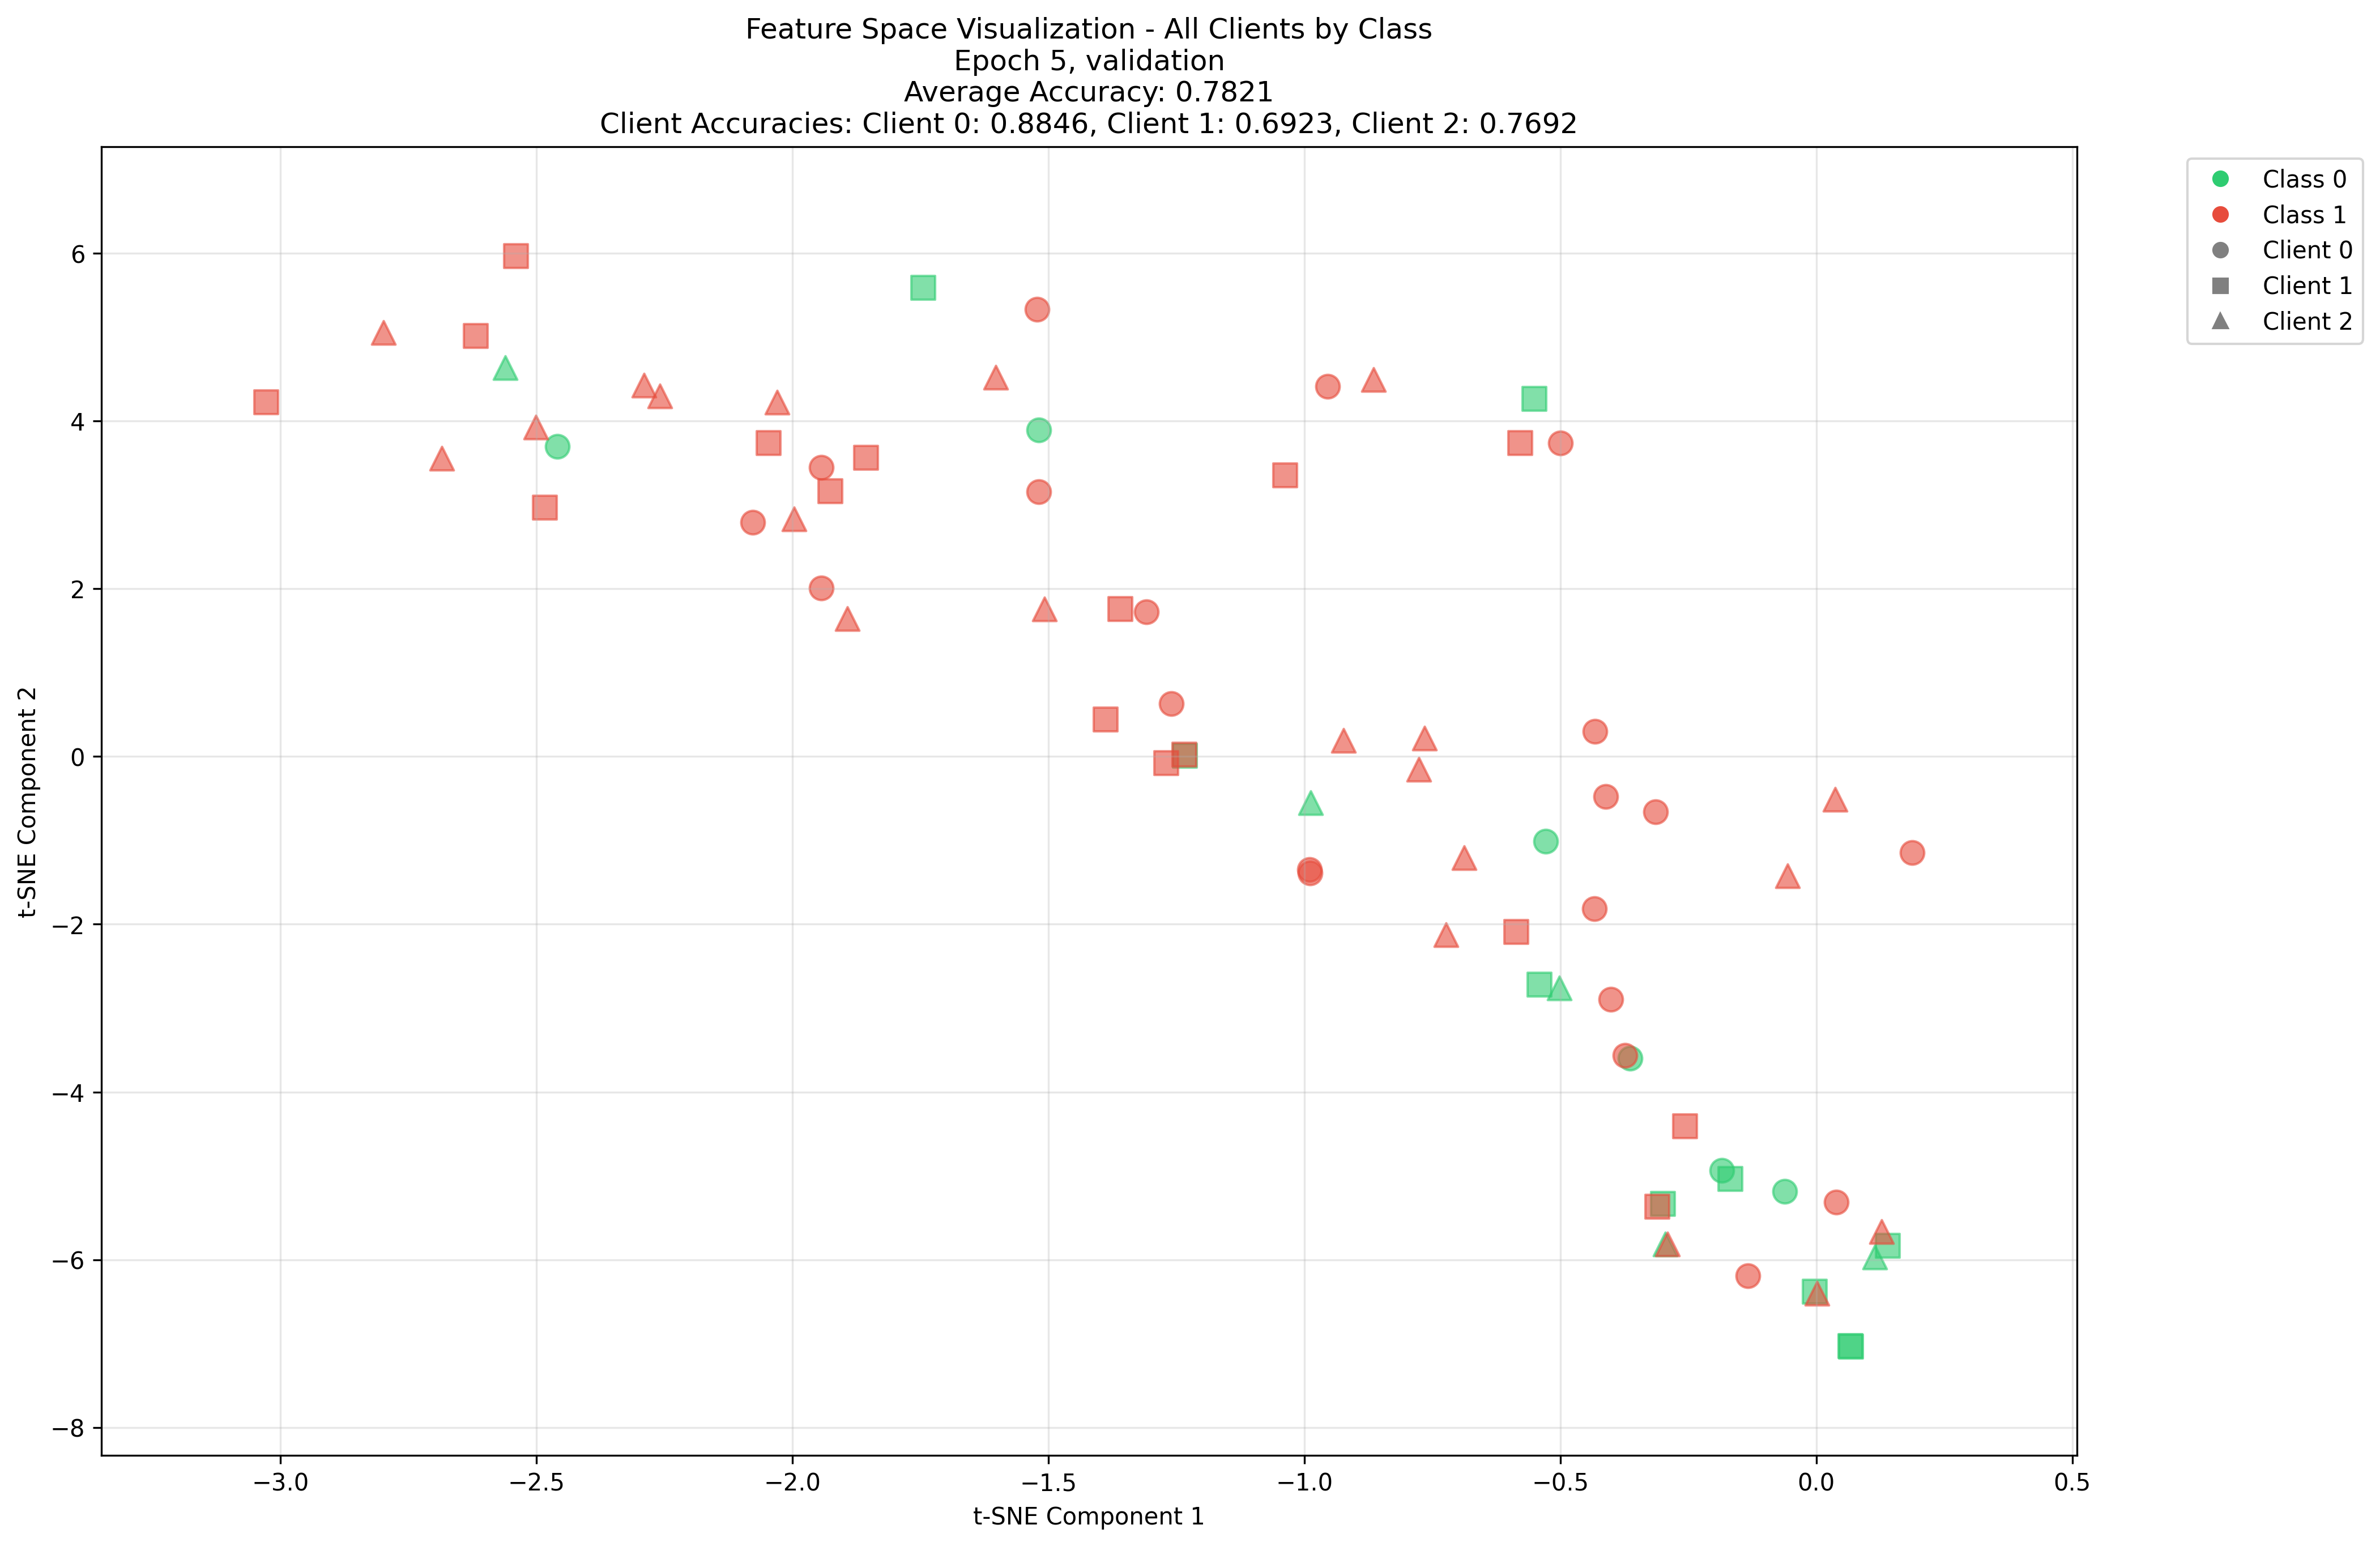 Feature Space Visualization - All Clients by Class
Epoch 5, validation
Average Accuracy: 0.7821
Client Accuracies: Client 0: 0.8846, Client 1: 0.6923, Client 2: 0.7692
Class 0
Class 1
Client 0
Client 1
Client 2
t-SNE Component 2
6
4
2
0
−2
−4
−6
−8
−3.0
−2.5
−2.0
−1.5
−1.0
−0.5
0.0
0.5
t-SNE Component 1